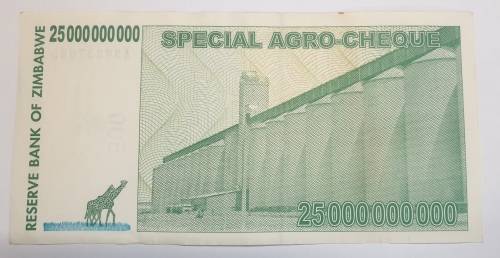 25000000000
SPECIAL AGRO-CHEQUE
RESERVE BANK OF ZIMBABWE
25000000000